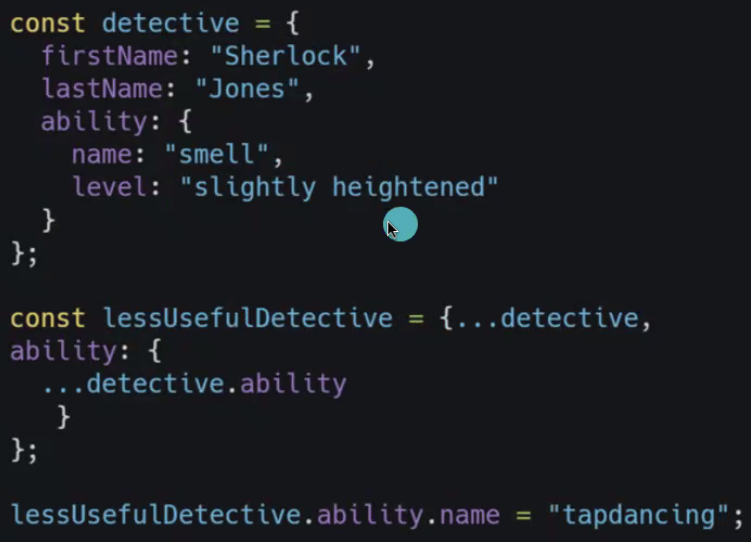 const detective = {
  firstName: "Sherlock",
  lastName: "Jones",
  ability: {
    name: "smell",
    level: "slightly heightened"
  }
};

const lessUsefulDetective = {...detective,
ability: {
  ...detective.ability
   }
};

lessUsefulDetective.ability.name = "tapdancing";